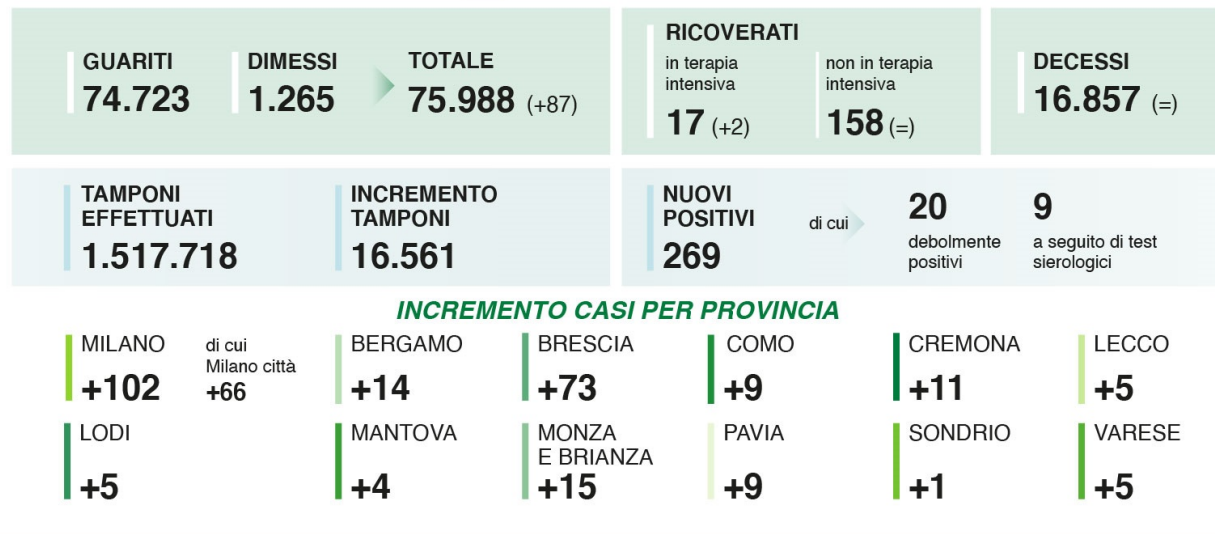 GUARITI
74.723
DIMESSI
1.265
TOTALE
75.988 (+87)
RICOVERATI
in terapia
intensiva
17 (+2)
non in terapia
intensiva
158 (=)
DECESSI
16.857 (=)
TAMPONI
EFFETTUATI
1.517.718
INCREMENTO
TAMPONI
16.561
NUOVI
POSITIVI
269
di cui
20
debolmente
positivi
9
a seguito di test
sierologici
INCREMENTO CASI PER PROVINCIA
MILANO
+102
di cui
Milano città
+66
BERGAMO
+14
BRESCIA
+73
COMO
+9
CREMONA
+11
LECCO
+5
LODI
+5
MANTOVA
+4
MONZA
E BRIANZA
+15
PAVIA
+9
SONDRIO
+1
VARESE
+5